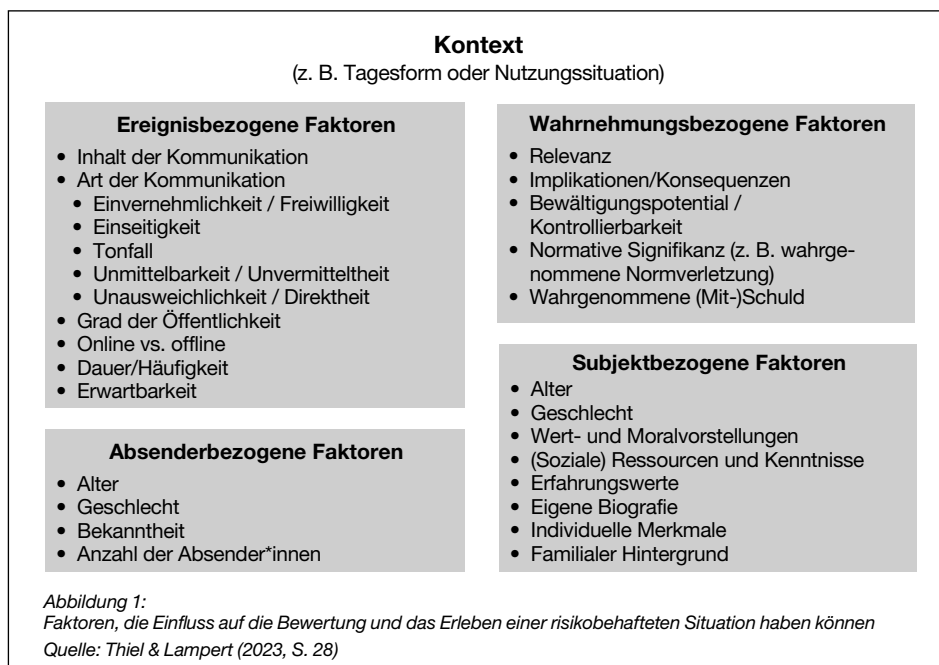 Kontext
(z. B. Tagesform oder Nutzungssituation)
Ereignisbezogene Faktoren
• Inhalt der Kommunikation
• Art der Kommunikation
• Einvernehmlichkeit / Freiwilligkeit
• Einseitigkeit
• Tonfall
• Unmittelbarkeit / Unvermitteltheit
• Unausweichlichkeit / Direktheit
• Grad der Öffentlichkeit
• Online vs. offline
• Dauer/Häufigkeit
• Erwartbarkeit
Absenderbezogene Faktoren
• Alter
• Geschlecht
• Bekanntheit
• Anzahl der Absender*innen
Wahrnehmungsbezogene Faktoren
• Relevanz
• Implikationen/Konsequenzen
• Bewältigungspotential /
Kontrollierbarkeit
• Normative Signifikanz (z. B. wahrge-
nommene Normverletzung)
• Wahrgenommene (Mit-)Schuld
Subjektbezogene Faktoren
• Alter
• Geschlecht
• Wert- und Moralvorstellungen
• (Soziale) Ressourcen und Kenntnisse
• Erfahrungswerte
• Eigene Biografie
• Individuelle Merkmale
• Familialer Hintergrund
Abbildung 1:
Faktoren, die Einfluss auf die Bewertung und das Erleben einer risikobehafteten Situation haben können
Quelle: Thiel & Lampert (2023, S. 28)